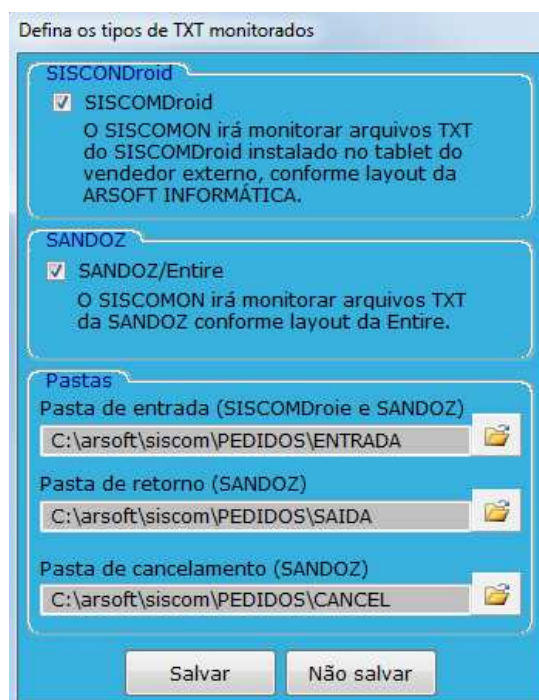 Defina os tipos de TXT monitorados
SISCONDroid
SISCOMDroid
O SISCOMON irá monitorar arquivos TXT
do SISCOMDroid instalado no tablet do
vendedor externo, conforme layout da
ARSOFT INFORMÁTICA.
SANDOZ
SANDOZ/Entire
O SISCOMON irá monitorar arquivos TXT
da SANDOZ conforme layout da Entire.
Pastas
Pasta de entrada (SISCOMDroie e SANDOZ)
C:\arsoft\siscom\PEDIDOS\ENTRADA
Pasta de retorno (SANDOZ)
C:\arsoft\siscom\PEDIDOS\SAIDA
Pasta de cancelamento (SANDOZ)
C:\arsoft\siscom\PEDIDOS\CANCEL
Salvar Não salvar